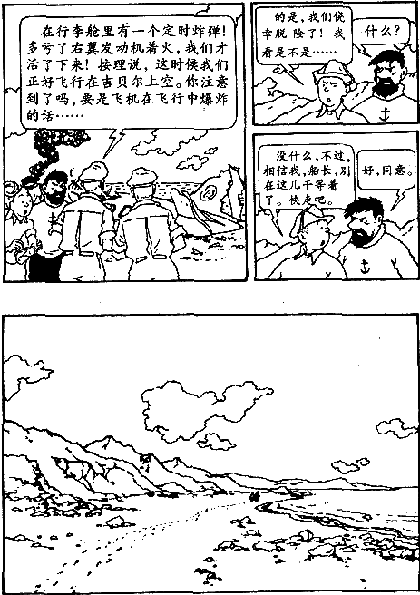 在行李舱里有一个定时炸弹!
多亏了右翼发动机着火，我们才
活了下来! 按理说，这时候我们
正好飞行在吉贝尔上空。你注意
到了吗，要是飞机在飞行中爆炸
的话……
的是，我们侥
幸脱险了! 我
看是不是……
什么?
没什么、不过，
相信我，船长，别
在这儿干等着
了。快走吧。
好，同意。